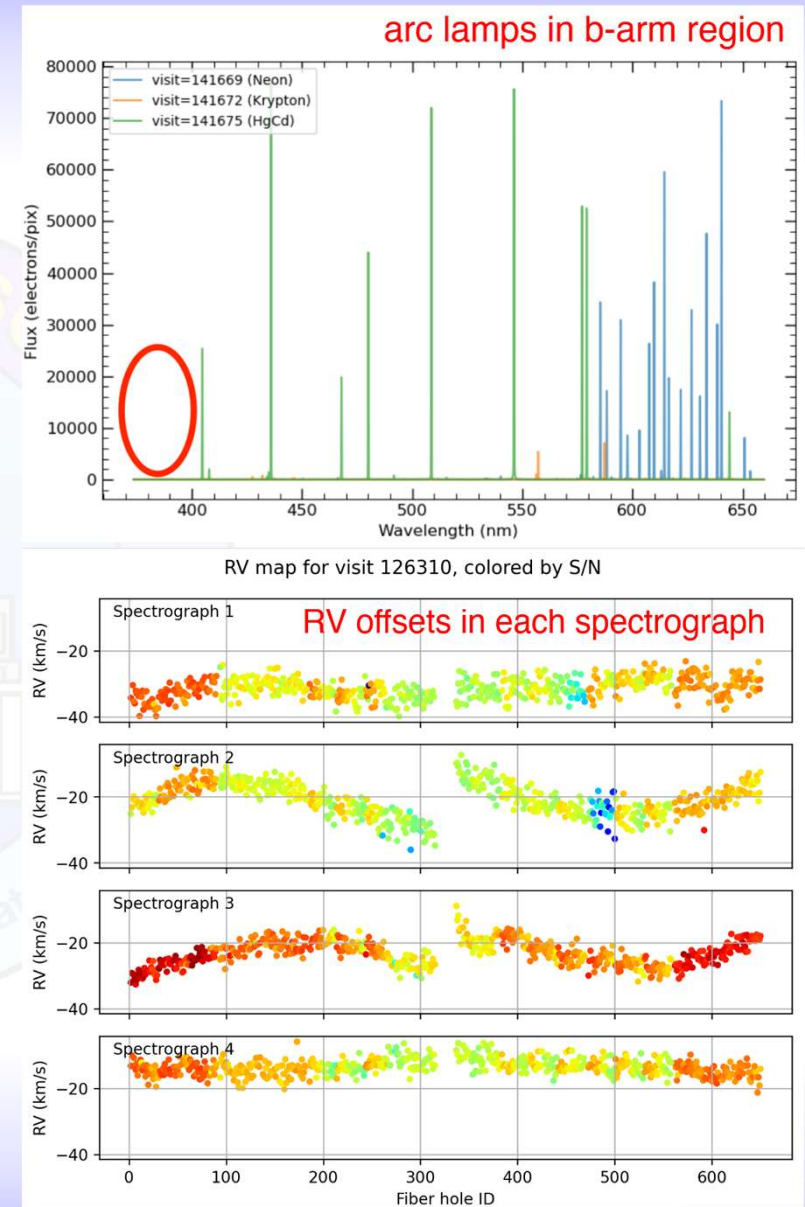 arc lamps in b-arm region
80000
70000
60000
50000
40000
30000
20000
10000
0
Flux (electrons/pix)
visit=141669 (Neon)
visit=141672 (Krypton)
visit=141675 (HgCd)
400 450 500 550 600 650
Wavelength (nm)
RV map for visit 126310, colored by S/N
Spectrograph 1
RV offsets in each spectrograph
RV (km/s)
−20
−40
Spectrograph 2
RV (km/s)
−20
−40
Spectrograph 3
RV (km/s)
−20
−40
Spectrograph 4
RV (km/s)
−20
−40
0 100 200 300 400 500 600
Fiber hole ID